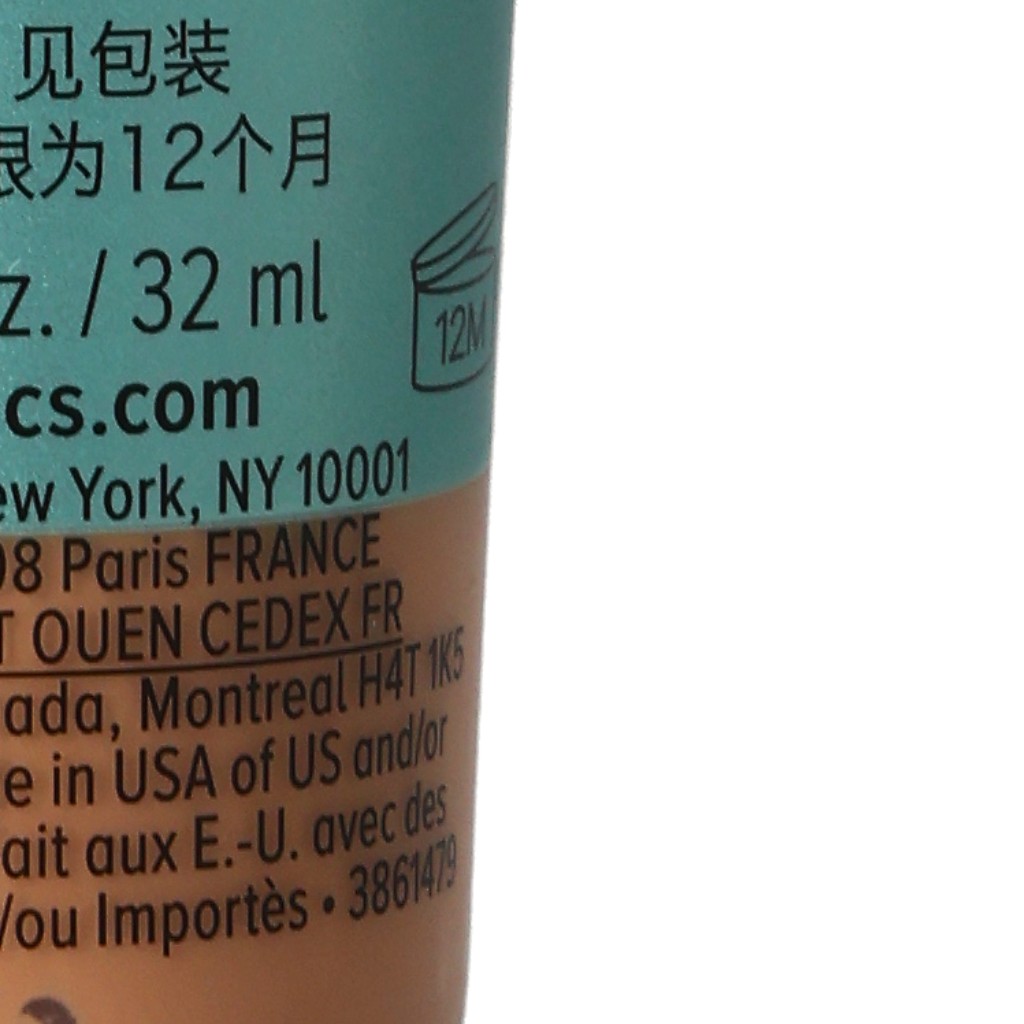 见包装
限为12个月
z. / 32 ml
12M
cs.com
ew York, NY 10001
08 Paris FRANCE
T OUEN CEDEX FR
ada, Montreal H4T 1K5
e in USA of US and/or
ait aux E.-U. avec des
/ou Importès • 3861479